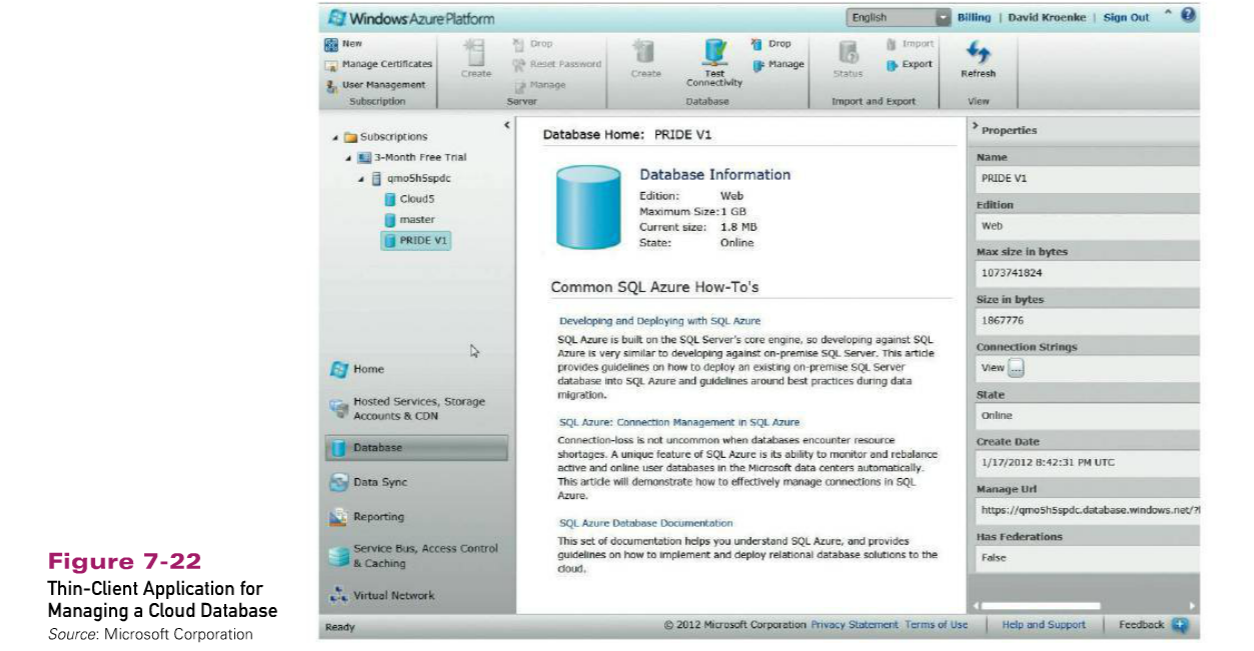 Windows Azure Platform
English Billing | David Kroenke | Sign Out
New
Manage Certificates
User Management
Subscription
Create
Drop
Reset Password
Manage
Server
Create
Test
Connectivity
Drop
Manage
Database
Status
Import
Export
Import and Export
Refresh
View
Subscriptions
3-Month Free Trial
qmo5h5spdc
Cloud5
master
PRIDE V1
Home
Hosted Services, Storage
Accounts & CDN
Database
Data Sync
Reporting
Service Bus, Access Control
& Caching
Virtual Network
Database Home: PRIDE V1
Database Information
Edition: Web
Maximum Size: 1 GB
Current size: 1.8 MB
State: Online
Common SQL Azure How-To's
Developing and Deploying with SQL Azure
SQL Azure is built on the SQL Server's core engine, so developing against SQL
Azure is very similar to developing against on-premise SQL Server. This article
provides guidelines on how to deploy an existing on-premise SQL Server
database into SQL Azure and guidelines around best practices during data
migration.
SQL Azure: Connection Management in SQL Azure
Connection-loss is not uncommon when databases encounter resource
shortages. A unique feature of SQL Azure is its ability to monitor and rebalance
active and online user databases in the Microsoft data centers automatically.
This article will demonstrate how to effectively manage connections in SQL
Azure.
SQL Azure Database Documentation
This set of documentation helps you understand SQL Azure, and provides
guidelines on how to implement and deploy relational database solutions to the
cloud.
Properties
Name
PRIDE V1
Edition
Web
Max size in bytes
1073741824
Size in bytes
1867776
Connection Strings
View ...
State
Online
Create Date
1/17/2012 8:42:31 PM UTC
Manage Url
https://qmo5h5spdc.database.windows.net/?l
Has Federations
False
Ready © 2012 Microsoft Corporation Privacy Statement Terms of Use Help and Support Feedback
Figure 7-22
Thin-Client Application for
Managing a Cloud Database
Source: Microsoft Corporation